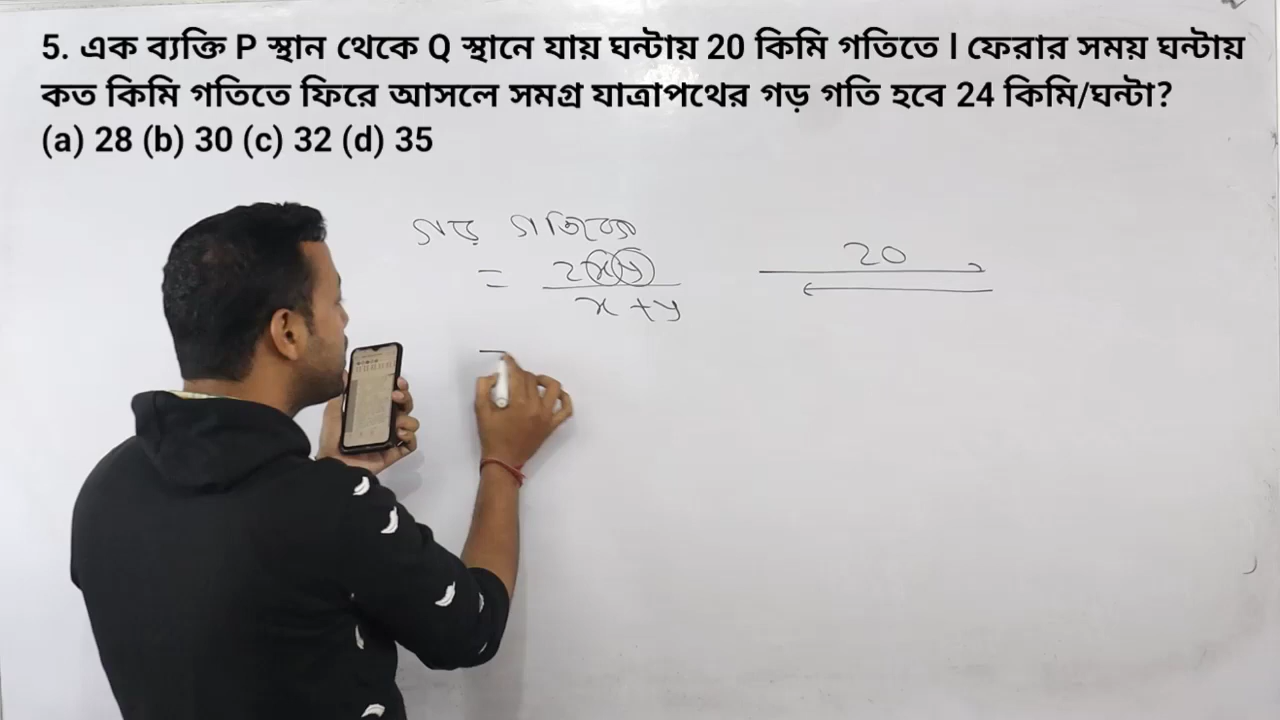 5. এক ব্যক্তি P স্থান থেকে Q স্থানে যায় ঘন্টায় 20 কিমি গতিতে l ফেরার সময় ঘন্টায়
কত কিমি গতিতে ফিরে আসলে সমগ্র যাত্রাপথের গড় গতি হবে 24 কিমি/ঘন্টা?
(a) 28 (b) 30 (c) 32 (d) 35
গড় গতিবেগ
20
= 2xy
x + y